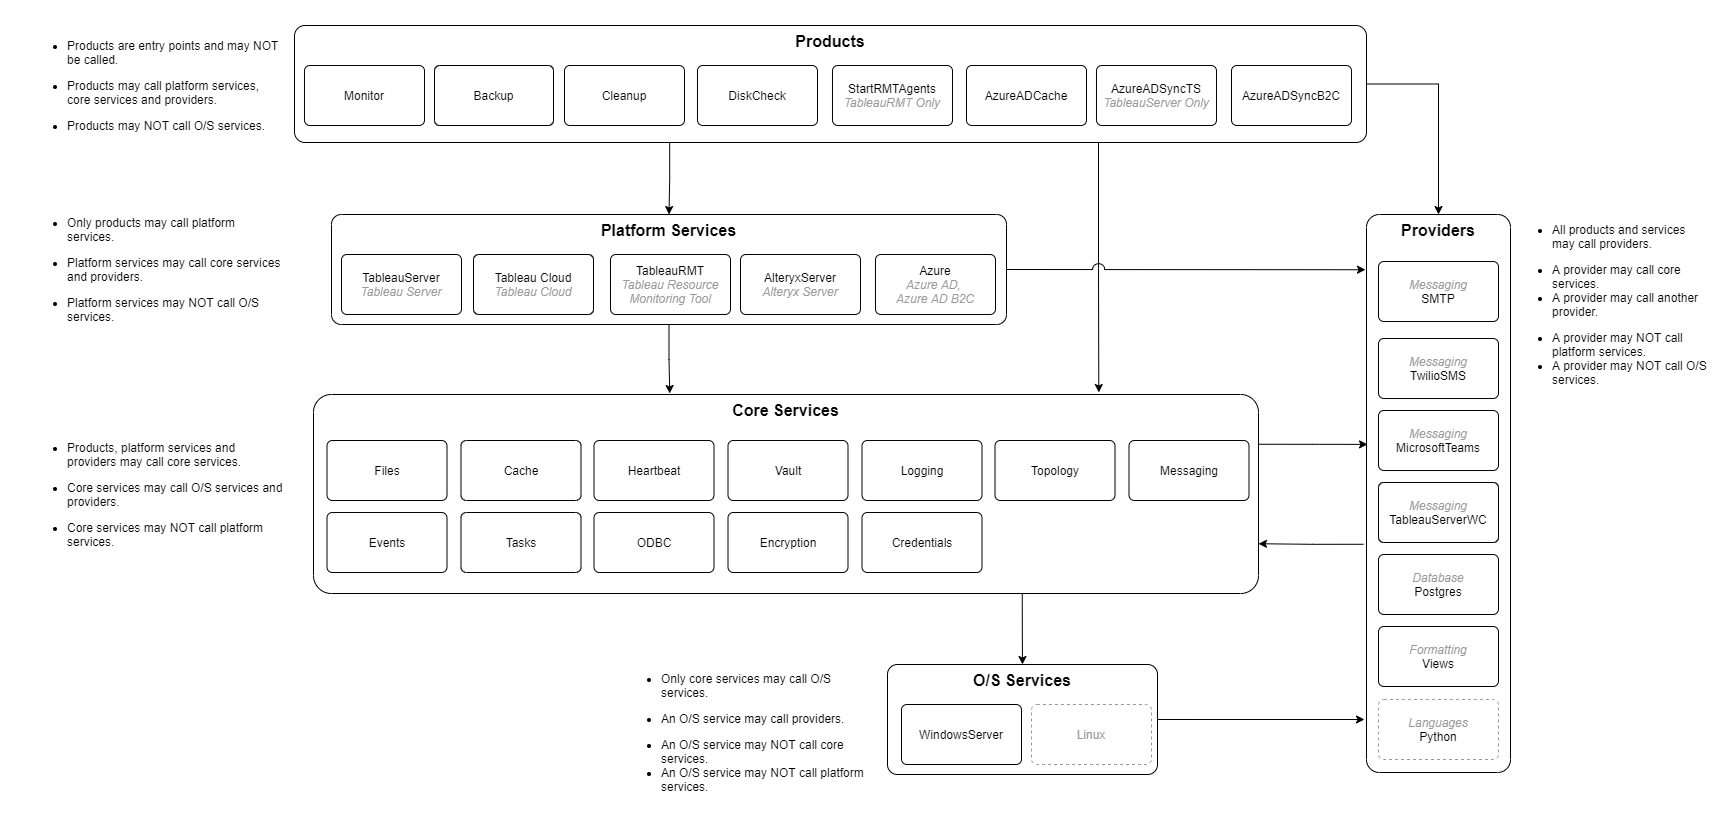 Products are entry points and may NOT
be called.
Products may call platform services,
core services and providers.
Products may NOT call O/S services.
Products
Monitor
Backup
Cleanup
DiskCheck
StartRMTAgents
TableauRMT Only
AzureADCache
AzureADSyncTS
TableauServer Only
AzureADSyncB2C
Only products may call platform
services.
Platform services may call core services
and providers.
Platform services may NOT call O/S
services.
Platform Services
TableauServer
Tableau Server
Tableau Cloud
Tableau Cloud
TableauRMT
Tableau Resource
Monitoring Tool
AlteryxServer
Alteryx Server
Azure
Azure AD,
Azure AD B2C
Providers
Messaging
SMTP
Messaging
TwilioSMS
Messaging
MicrosoftTeams
Messaging
TableauServerWC
Database
Postgres
Formatting
Views
Languages
Python
All products and services
may call providers.
A provider may call core
services.
A provider may call another
provider.
A provider may NOT call
platform services.
A provider may NOT call O/S
services.
Products, platform services and
providers may call core services.
Core services may call O/S services and
providers.
Core services may NOT call platform
services.
Core Services
Files
Cache
Heartbeat
Vault
Logging
Topology
Messaging
Events
Tasks
ODBC
Encryption
Credentials
Only core services may call O/S
services.
An O/S service may call providers.
An O/S service may NOT call core
services.
An O/S service may NOT call platform
services.
O/S Services
WindowsServer
Linux